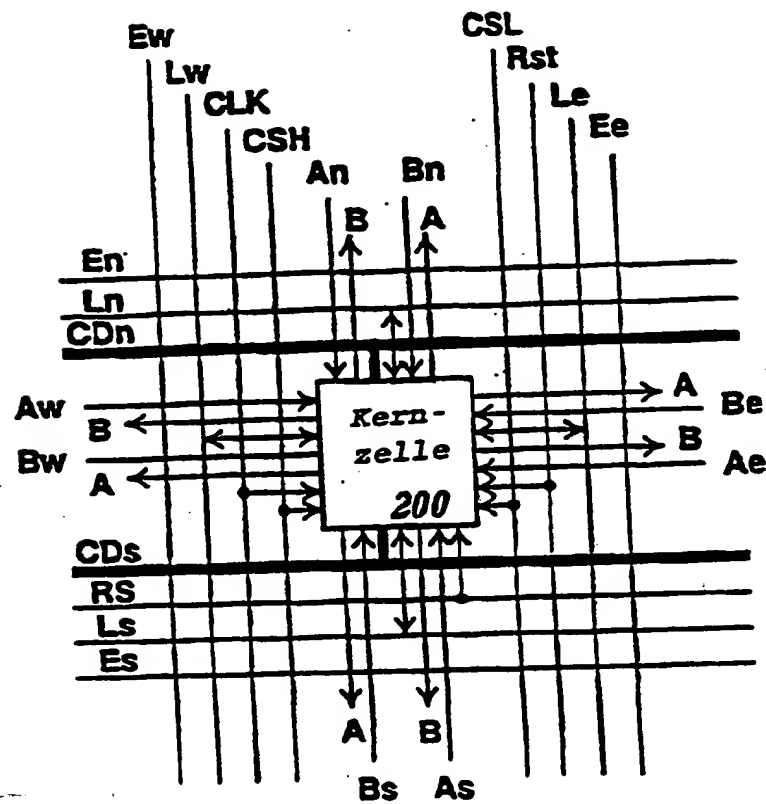 Ew
Lw
CLK
CSH
CSL
Rst
Le
Ee
An
Bn
B
A
En
Ln
CDn
Aw
B
Bw
A
Kern-
zelle
200
A
Be
B
Ae
CDs
RS
Ls
Es
A
B
Bs
As